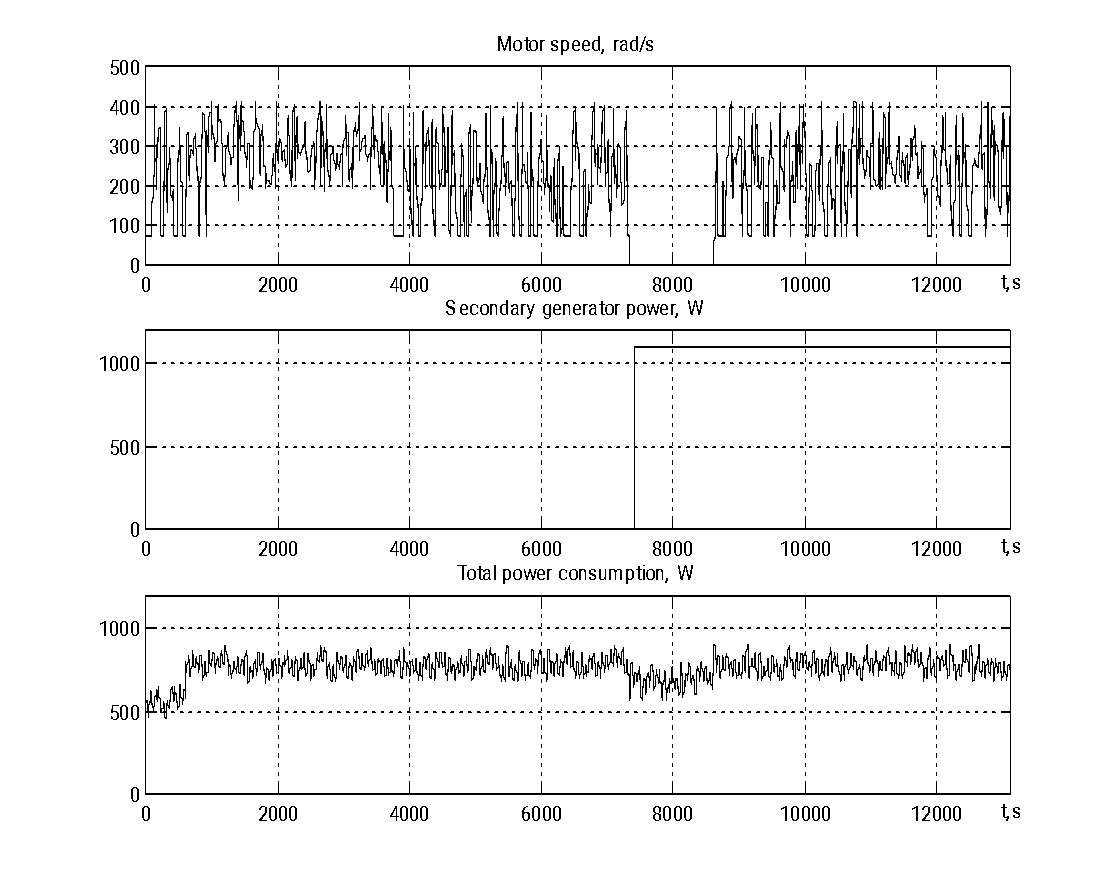 Motor speed, rad/s
500
400
300
200
100
0
0 2000 4000 6000 8000 10000 12000 t,s
Secondary generator power, W
1000
500
0
0 2000 4000 6000 8000 10000 12000 t,s
Total power consumption, W
1000
500
0
0 2000 4000 6000 8000 10000 12000 t,s